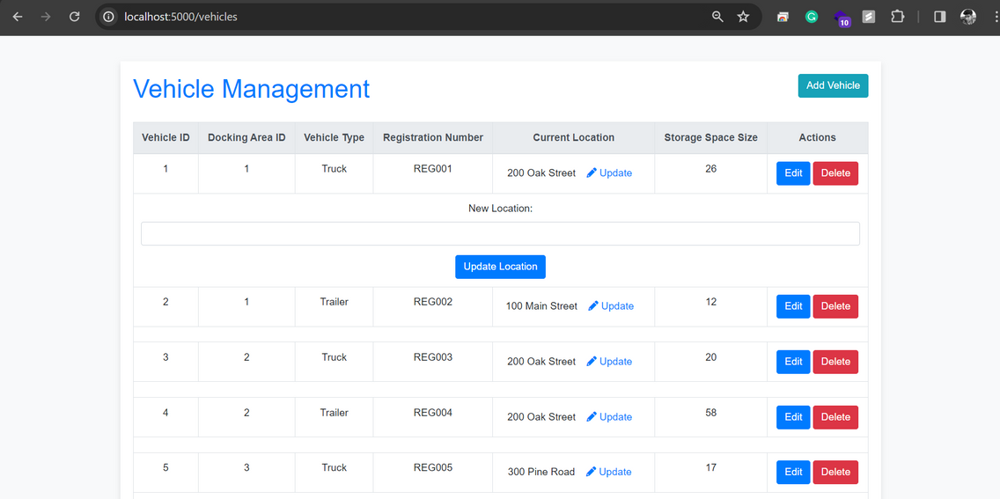 localhost:5000/vehicles
10
Vehicle Management
Add Vehicle
Vehicle ID Docking Area ID Vehicle Type Registration Number Current Location Storage Space Size Actions
1 1 Truck REG001 200 Oak Street Update 26 Edit Delete
New Location:
Update Location
2 1 Trailer REG002 100 Main Street Update 12 Edit Delete
3 2 Truck REG003 200 Oak Street Update 20 Edit Delete
4 2 Trailer REG004 200 Oak Street Update 58 Edit Delete
5 3 Truck REG005 300 Pine Road Update 17 Edit Delete